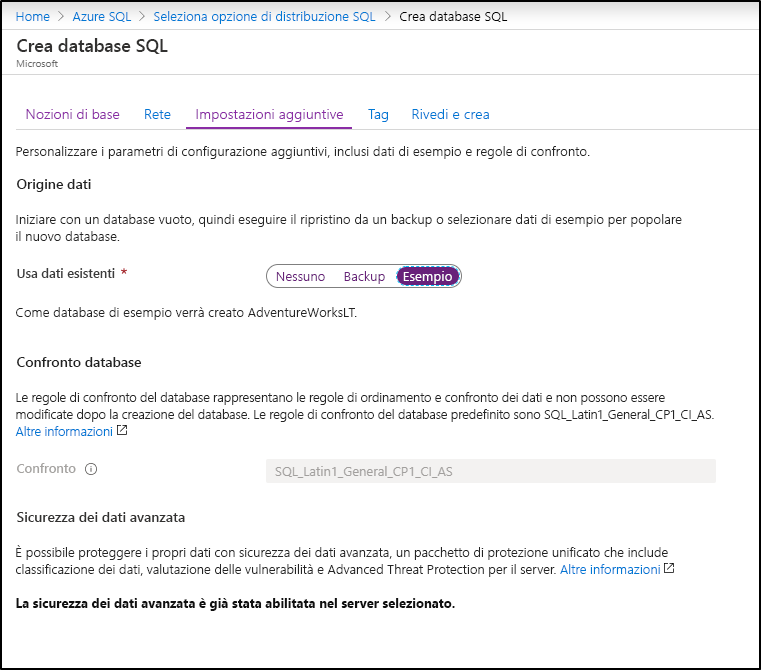 Home > Azure SQL > Seleziona opzione di distribuzione SQL > Crea database SQL
Crea database SQL
Microsoft
Nozioni di base Rete Impostazioni aggiuntive Tag Rivedi e crea
Personalizzare i parametri di configurazione aggiuntivi, inclusi dati di esempio e regole di confronto.
Origine dati
Iniziare con un database vuoto, quindi eseguire il ripristino da un backup o selezionare dati di esempio per popolare
il nuovo database.
Usa dati esistenti * Nessuno Backup Esempio
Come database di esempio verrà creato AdventureWorksLT.
Confronto database
Le regole di confronto del database rappresentano le regole di ordinamento e confronto dei dati e non possono essere
modificate dopo la creazione del database. Le regole di confronto del database predefinito sono SQL_Latin1_General_CP1_CI_AS.
Altre informazioni
Confronto SQL_Latin1_General_CP1_CI_AS
Sicurezza dei dati avanzata
È possibile proteggere i propri dati con sicurezza dei dati avanzata, un pacchetto di protezione unificato che include
classificazione dei dati, valutazione delle vulnerabilità e Advanced Threat Protection per il server. Altre informazioni
La sicurezza dei dati avanzata è già stata abilitata nel server selezionato.